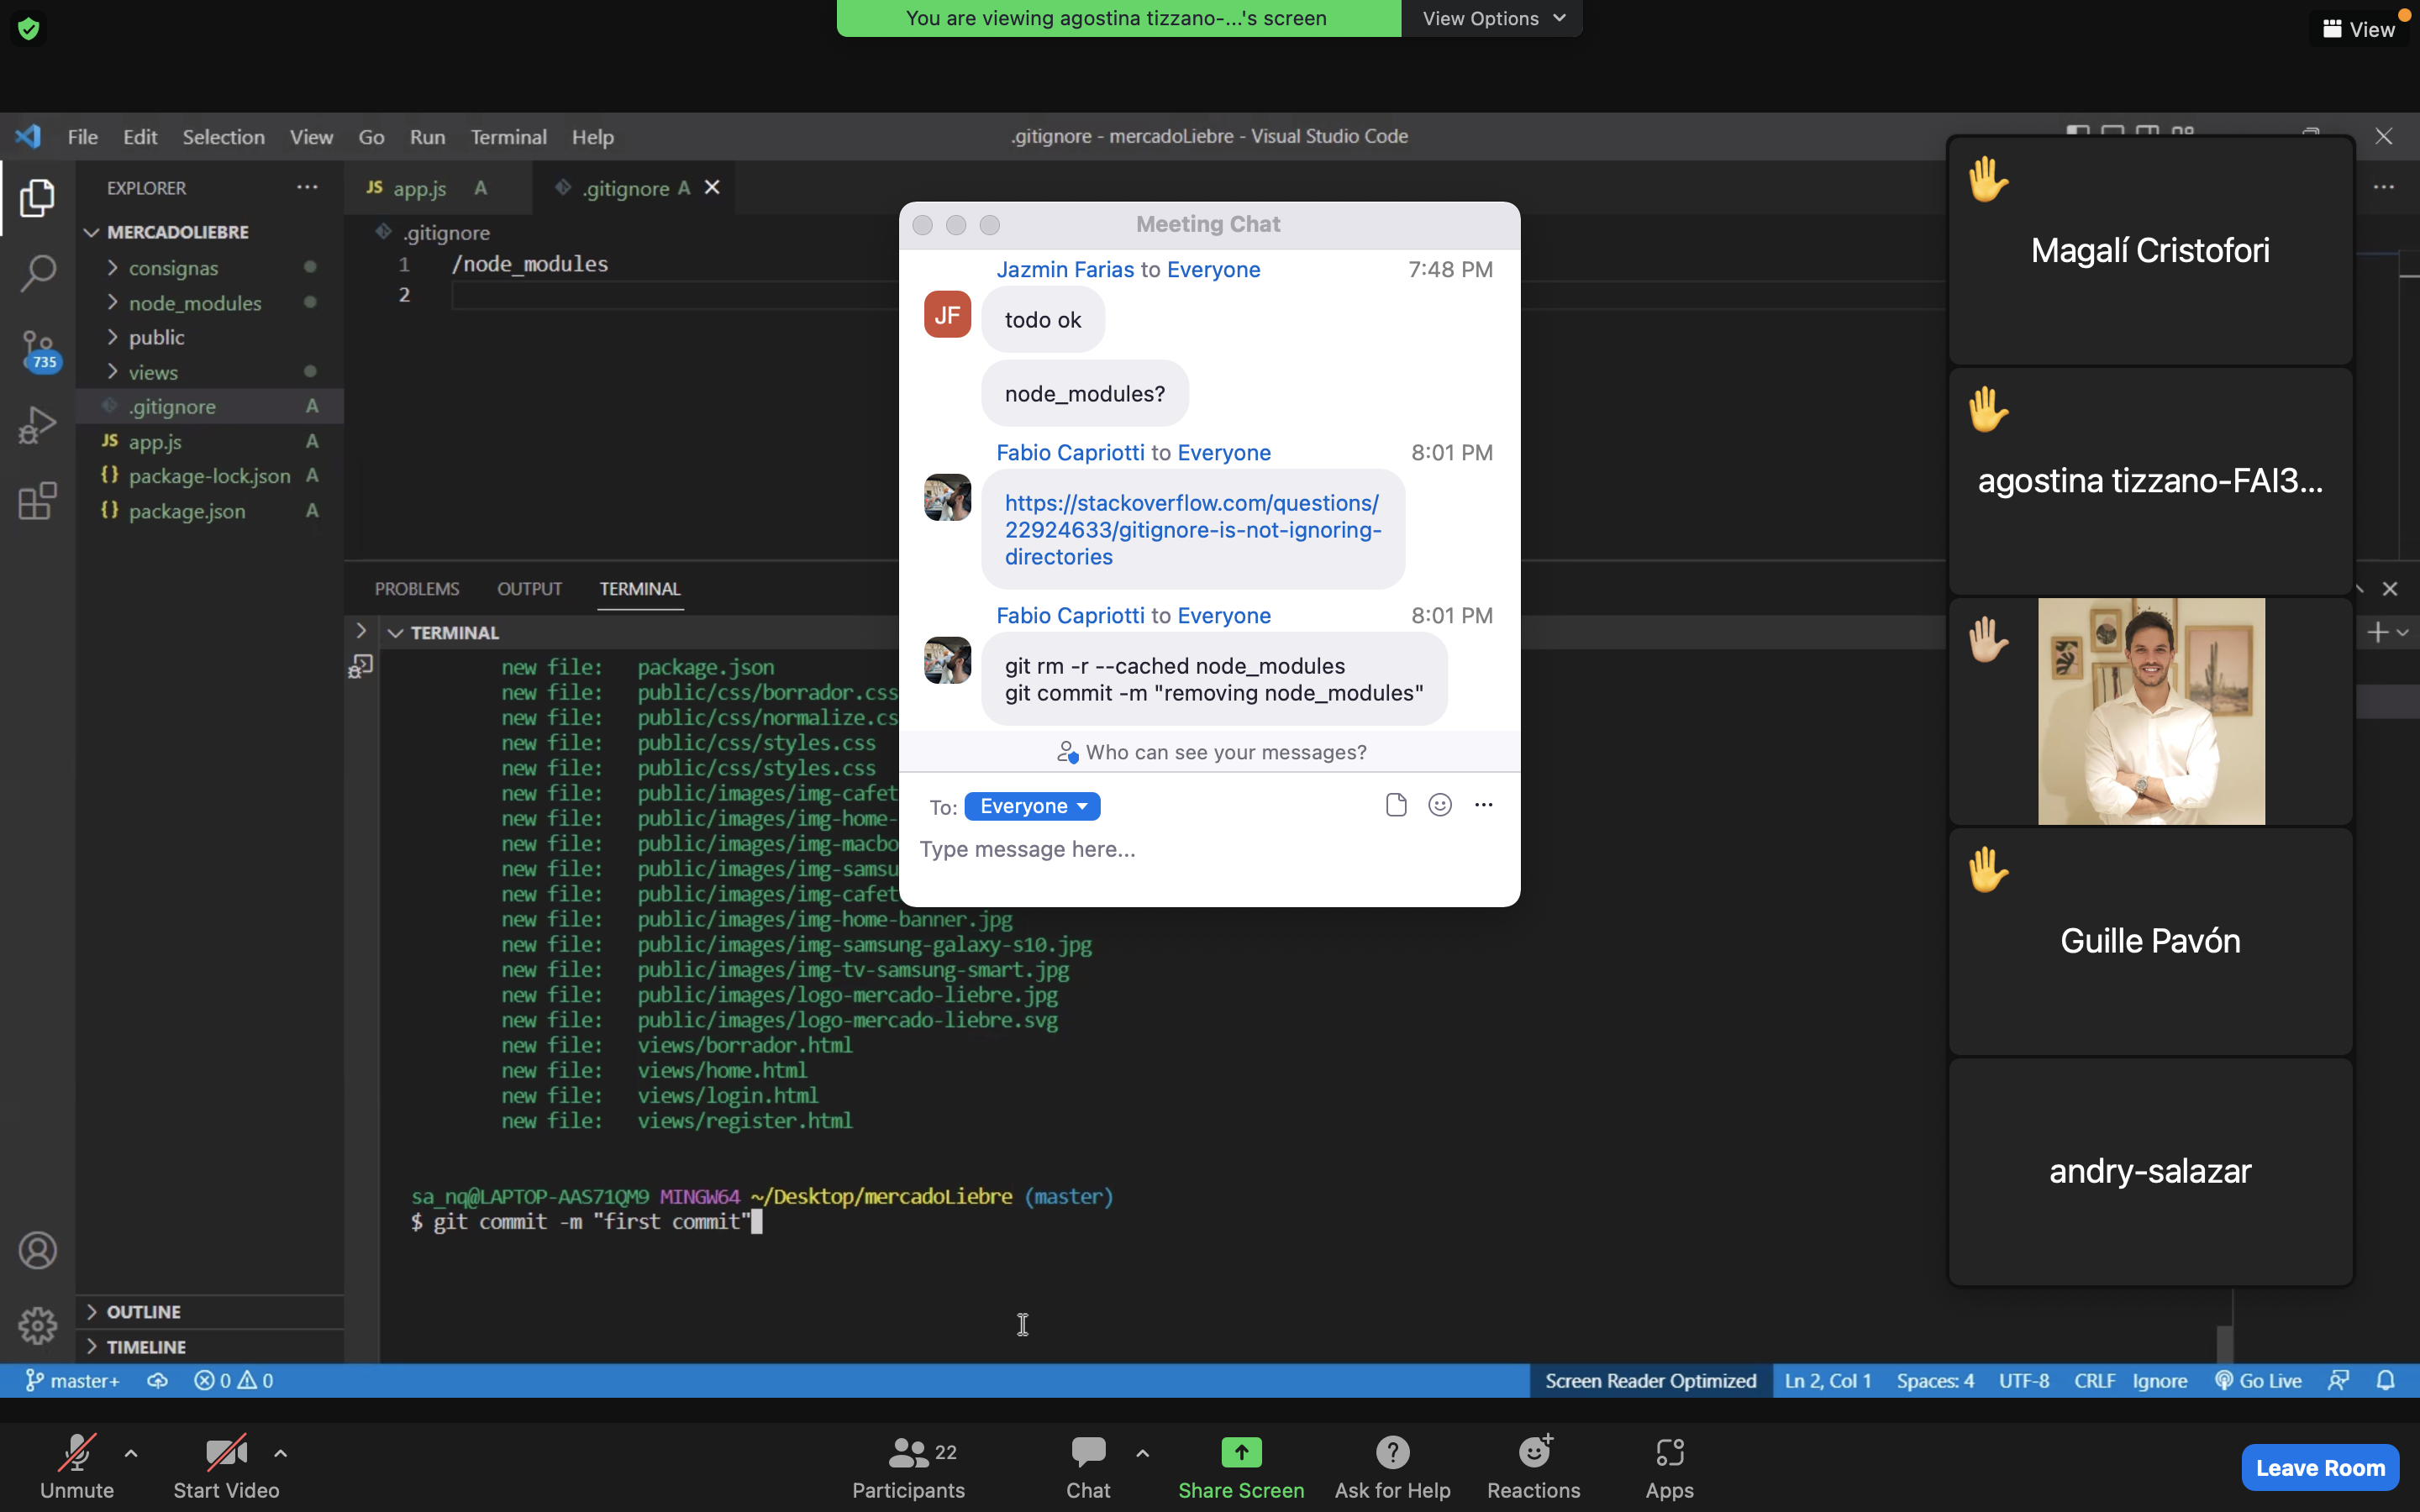 You are viewing agostina tizzano-...'s screen
View Options
View
File Edit Selection View Go Run Terminal Help
.gitignore - mercadoLiebre - Visual Studio Code
EXPLORER
JS app.js A
.gitignore A
MERCADOLIEBRE
consignas
node_modules
public
views
.gitignore A
JS app.js A
{} package-lock.json A
{} package.json A
735
.gitignore
1 /node_modules
2
PROBLEMS OUTPUT TERMINAL
TERMINAL
new file: package.json
new file: public/css/borrador.css
new file: public/css/normalize.cs
new file: public/css/styles.css
new file: public/css/styles.css
new file: public/images/img-cafet
new file: public/images/img-home-
new file: public/images/img-macbo
new file: public/images/img-samsu
new file: public/images/img-cafet
new file: public/images/img-home-banner.jpg
new file: public/images/img-samsung-galaxy-s10.jpg
new file: public/images/img-tv-samsung-smart.jpg
new file: public/images/logo-mercado-liebre.jpg
new file: public/images/logo-mercado-liebre.svg
new file: views/borrador.html
new file: views/home.html
new file: views/login.html
new file: views/register.html
sa_nq@LAPTOP-AAS71QM9 MINGW64 ~/Desktop/mercadoLiebre (master)
$ git commit -m "first commit"
OUTLINE
TIMELINE
Meeting Chat
Jazmin Farias to Everyone 7:48 PM
JF
todo ok
node_modules?
Fabio Capriotti to Everyone 8:01 PM
https://stackoverflow.com/questions/
22924633/gitignore-is-not-ignoring-
directories
Fabio Capriotti to Everyone 8:01 PM
git rm -r --cached node_modules
git commit -m "removing node_modules"
Who can see your messages?
To: Everyone
Type message here...
Magalí Cristofori
agostina tizzano-FAI3...
Guille Pavón
andry-salazar
master+ 0 0
Screen Reader Optimized Ln 2, Col 1 Spaces: 4 UTF-8 CRLF Ignore Go Live
Unmute
Start Video
22
Participants
Chat
Share Screen
Ask for Help
Reactions
Apps
Leave Room